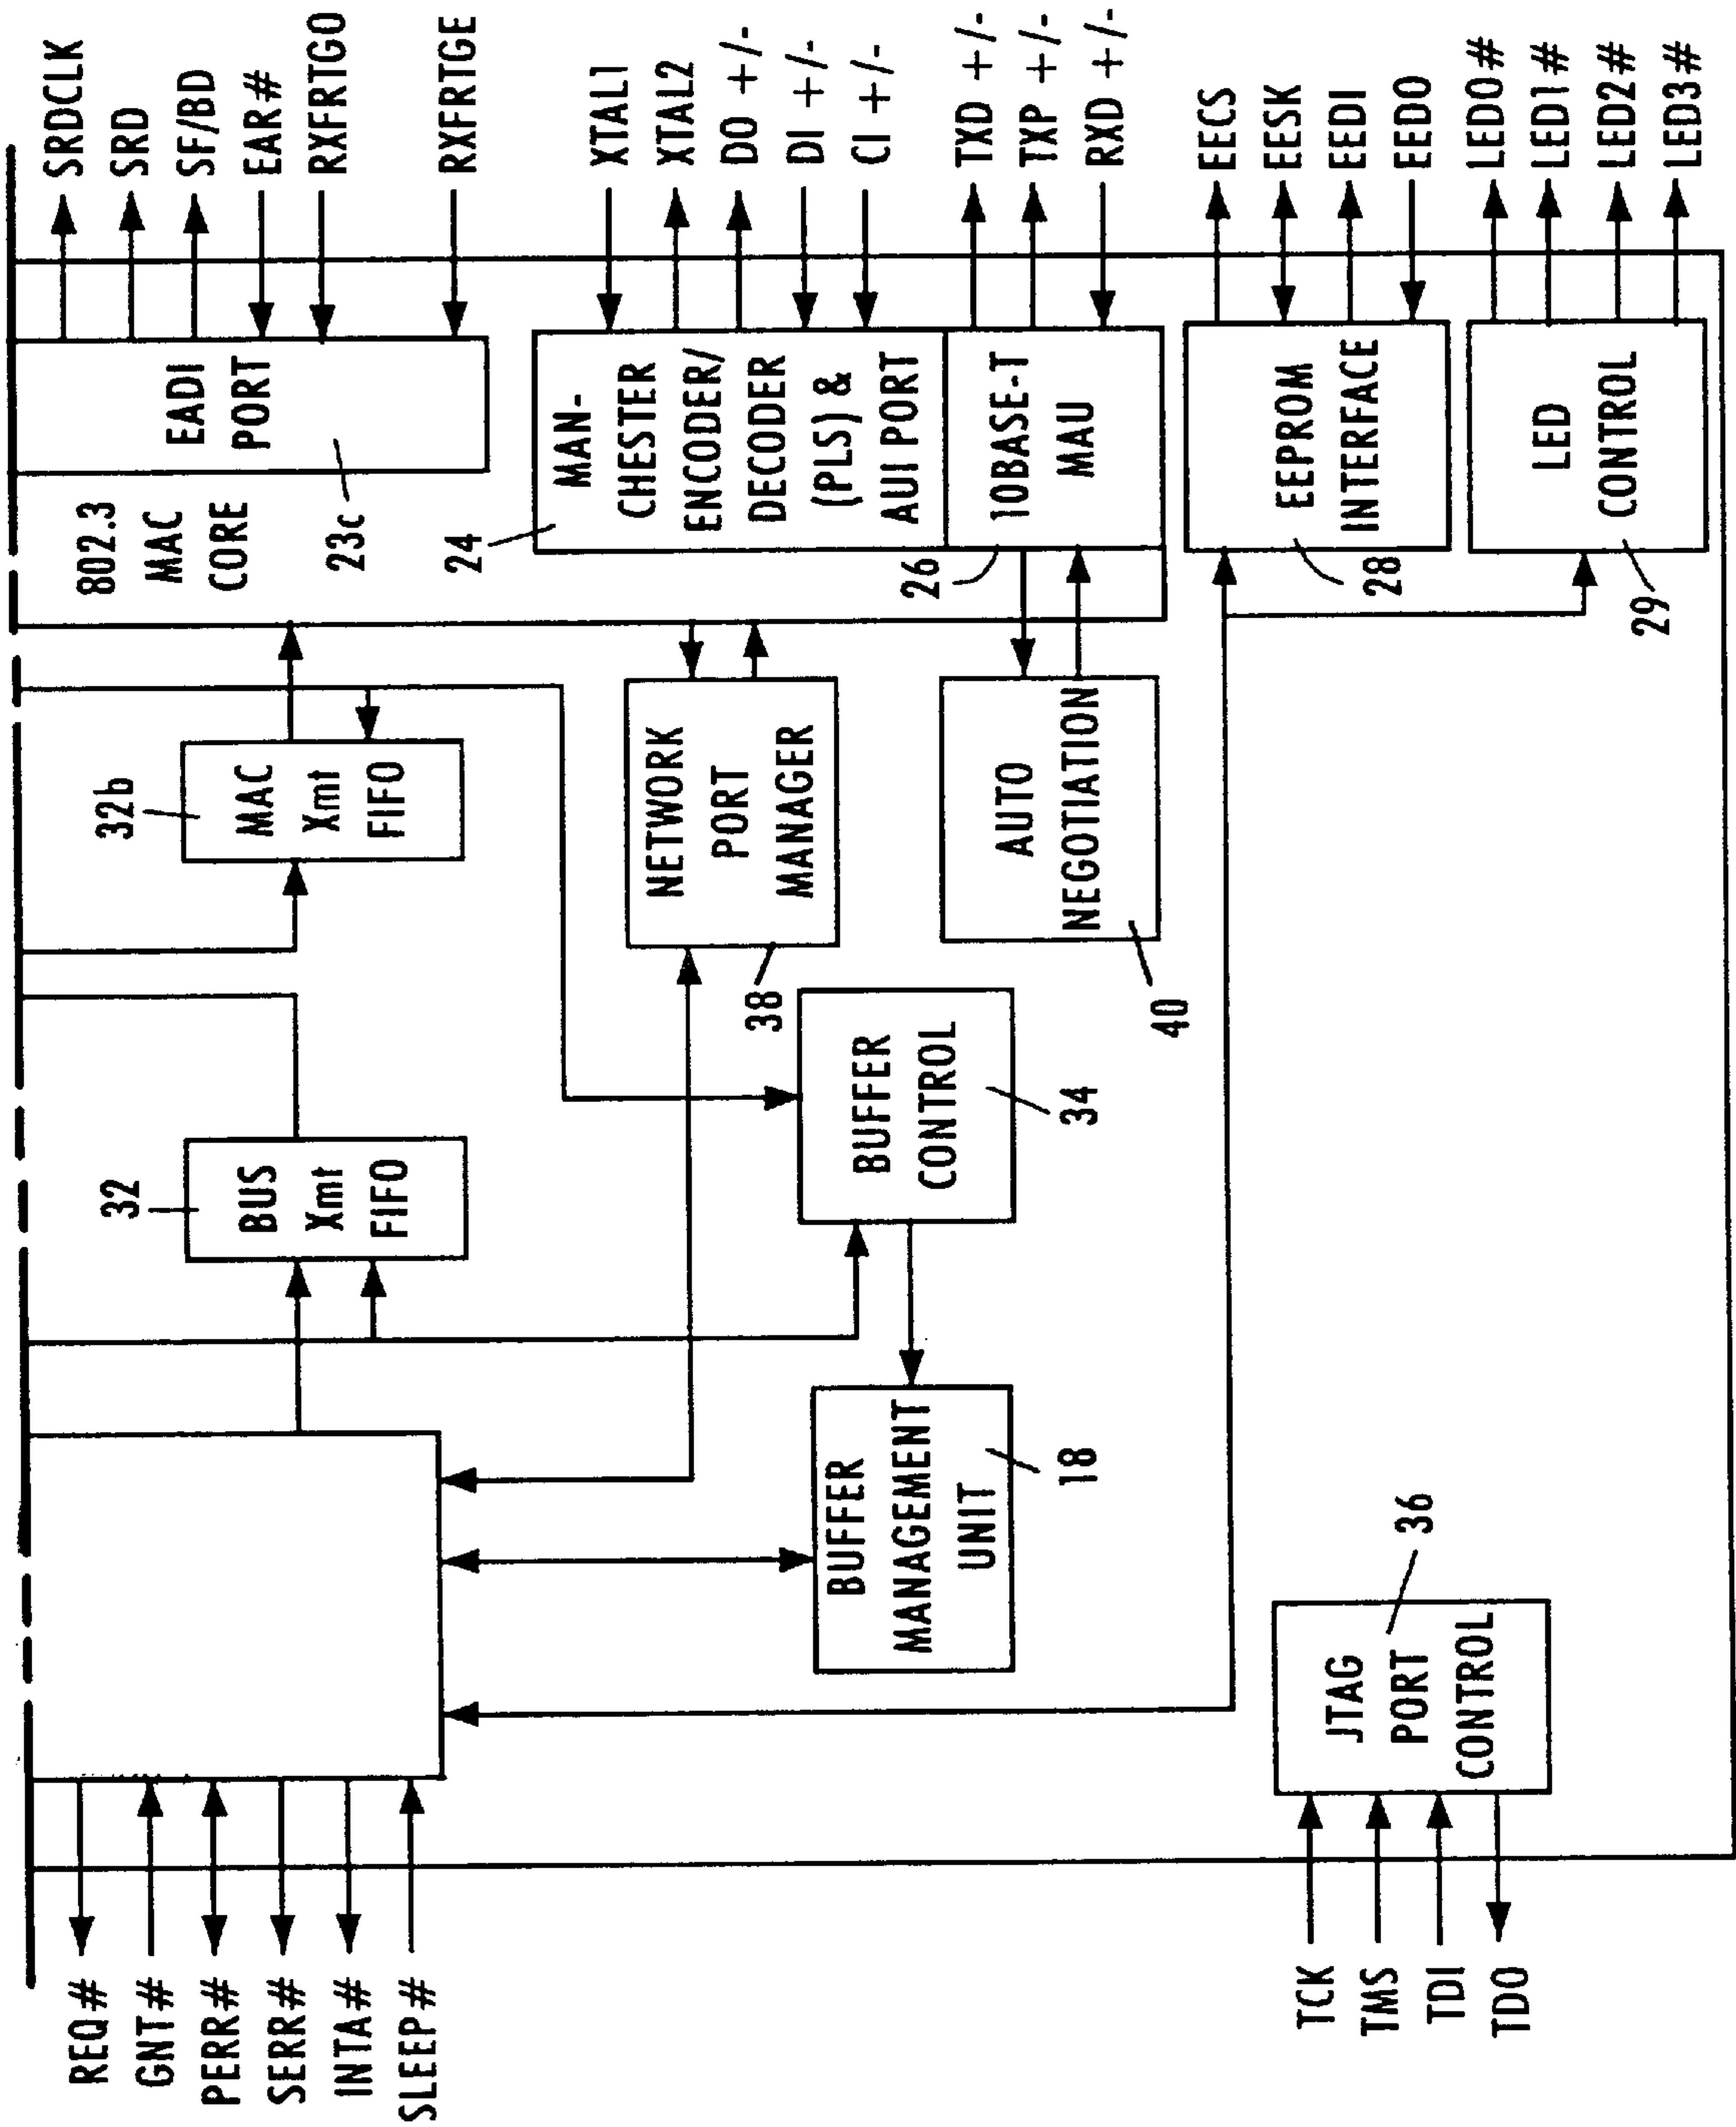 REQ#
GNT#
PERR#
SERR#
INTA#
SLEEP#
TCK
TMS
TDI
TDO
JTAG
PORT
CONTROL
36
BUFFER
MANAGEMENT
UNIT
18
32
BUS
Xmt
FIFO
BUFFER
CONTROL
34
32b
MAC
Xmt
FIFO
NETWORK
PORT
MANAGER
38
AUTO
NEGOTIATION
40
802.3
MAC
CORE
23c
EADI
PORT
24
MAN-
CHESTER
ENCODER/
DECODER
(PLS) &
AUI PORT
26
10BASE-T
MAU
EEPROM
INTERFACE
28
LED
CONTROL
29
SRDCLK
SRD
SF/BD
EAR#
RXFRTGO
RXFRTGE
XTAL1
XTAL2
DO +/-
DI +/-
CI +/-
TXD +/-
TXP +/-
RXD +/-
EECS
EESK
EEDI
EEDO
LED0#
LED1#
LED2#
LED3#